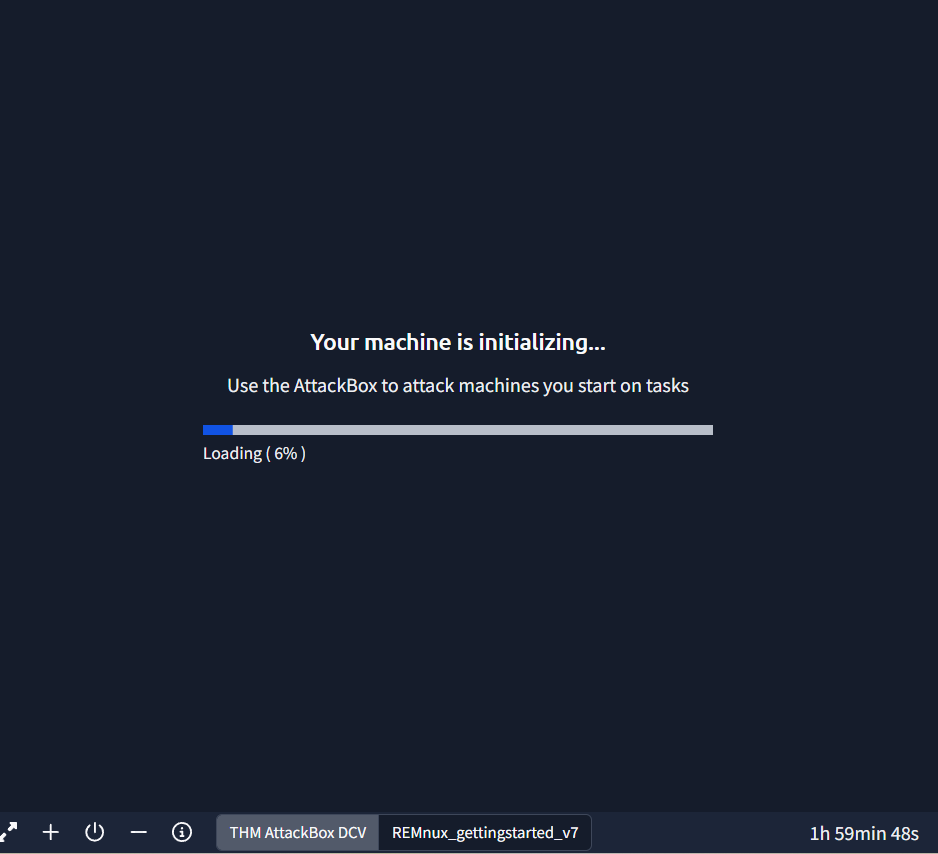 Your machine is initializing...
Use the AttackBox to attack machines you start on tasks
Loading ( 6% )
THM AttackBox DCV REMnux_gettingstarted_v7 1h 59min 48s